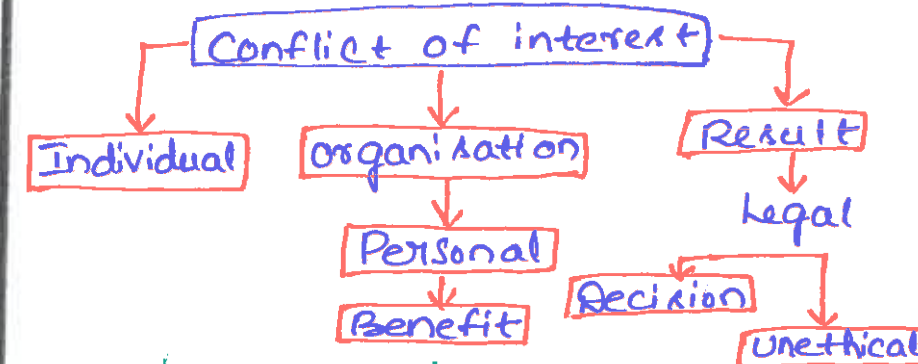 Conflict of interest
Individual
organisation
Result
Legal
Personal
Decision
Benefit
unethical